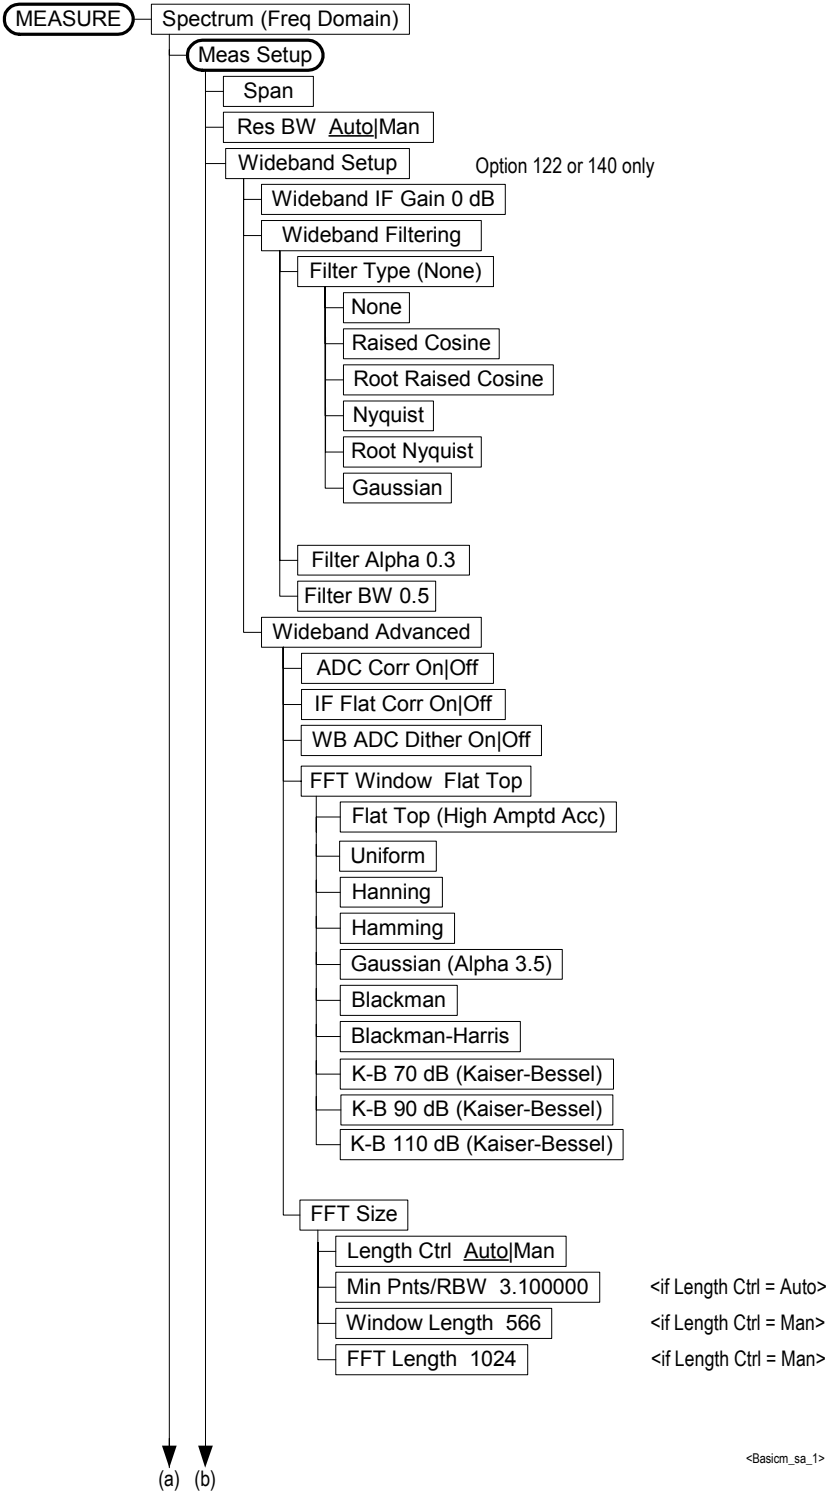 MEASURE Spectrum (Freq Domain)
Meas Setup
Span
Res BW Auto|Man
Wideband Setup Option 122 or 140 only
Wideband IF Gain 0 dB
Wideband Filtering
Filter Type (None)
None
Raised Cosine
Root Raised Cosine
Nyquist
Root Nyquist
Gaussian
Filter Alpha 0.3
Filter BW 0.5
Wideband Advanced
ADC Corr On|Off
IF Flat Corr On|Off
WB ADC Dither On|Off
FFT Window Flat Top
Flat Top (High Amptd Acc)
Uniform
Hanning
Hamming
Gaussian (Alpha 3.5)
Blackman
Blackman-Harris
K-B 70 dB (Kaiser-Bessel)
K-B 90 dB (Kaiser-Bessel)
K-B 110 dB (Kaiser-Bessel)
FFT Size
Length Ctrl Auto|Man
Min Pnts/RBW 3.100000 <if Length Ctrl = Auto>
Window Length 566 <if Length Ctrl = Man>
FFT Length 1024 <if Length Ctrl = Man>
<Basicm_sa_1>
(a) (b)